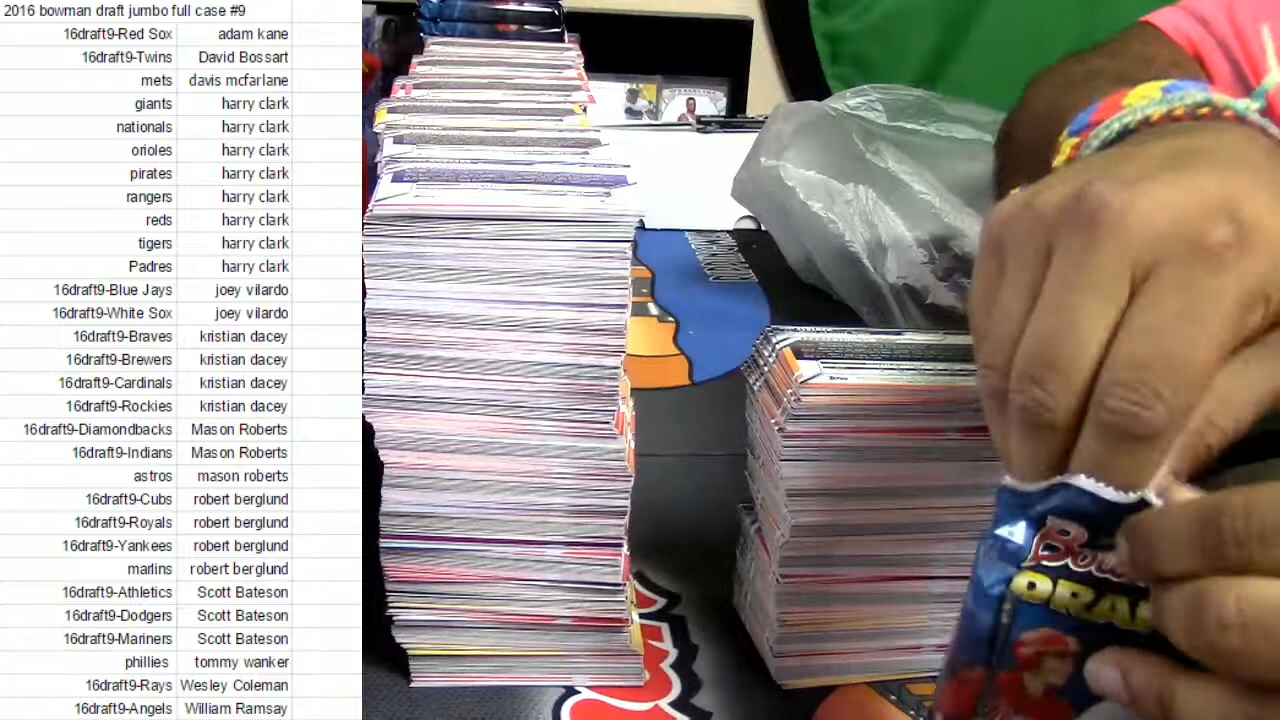 2016 bowman draft jumbo full case #9
16draft9-Red Sox adam kane
16draft9-Twins David Bossart
mets davis mcfarlane
giants harry clark
nationals harry clark
orioles harry clark
pirates harry clark
rangers harry clark
reds harry clark
tigers harry clark
Padres harry clark
16draft9-Blue Jays joey vilardo
16draft9-White Sox joey vilardo
16draft9-Braves kristian dacey
16draft9-Brewers kristian dacey
16draft9-Cardinals kristian dacey
16draft9-Rockies kristian dacey
16draft9-Diamondbacks Mason Roberts
16draft9-Indians Mason Roberts
astros mason roberts
16draft9-Cubs robert berglund
16draft9-Royals robert berglund
16draft9-Yankees robert berglund
marlins robert berglund
16draft9-Athletics Scott Bateson
16draft9-Dodgers Scott Bateson
16draft9-Mariners Scott Bateson
phillies tommy wanker
16draft9-Rays Wesley Coleman
16draft9-Angels William Ramsay